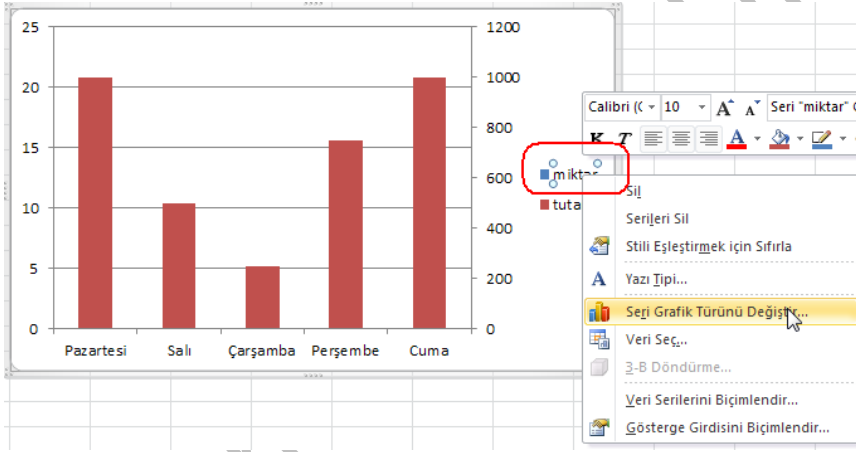 25
20
15
10
5
0
1200
1000
800
600
400
200
0
Pazartesi Salı Çarşamba Perşembe Cuma
miktar
tuta
Calibri (C 10 A A Seri "miktar" G
K T A
Sil
Serileri Sil
Stili Eşleştirmek için Sıfırla
A Yazı Tipi...
Seri Grafik Türünü Değiştir...
Veri Seç...
3-B Döndürme...
Veri Serilerini Biçimlendir...
Gösterge Girdisini Biçimlendir...